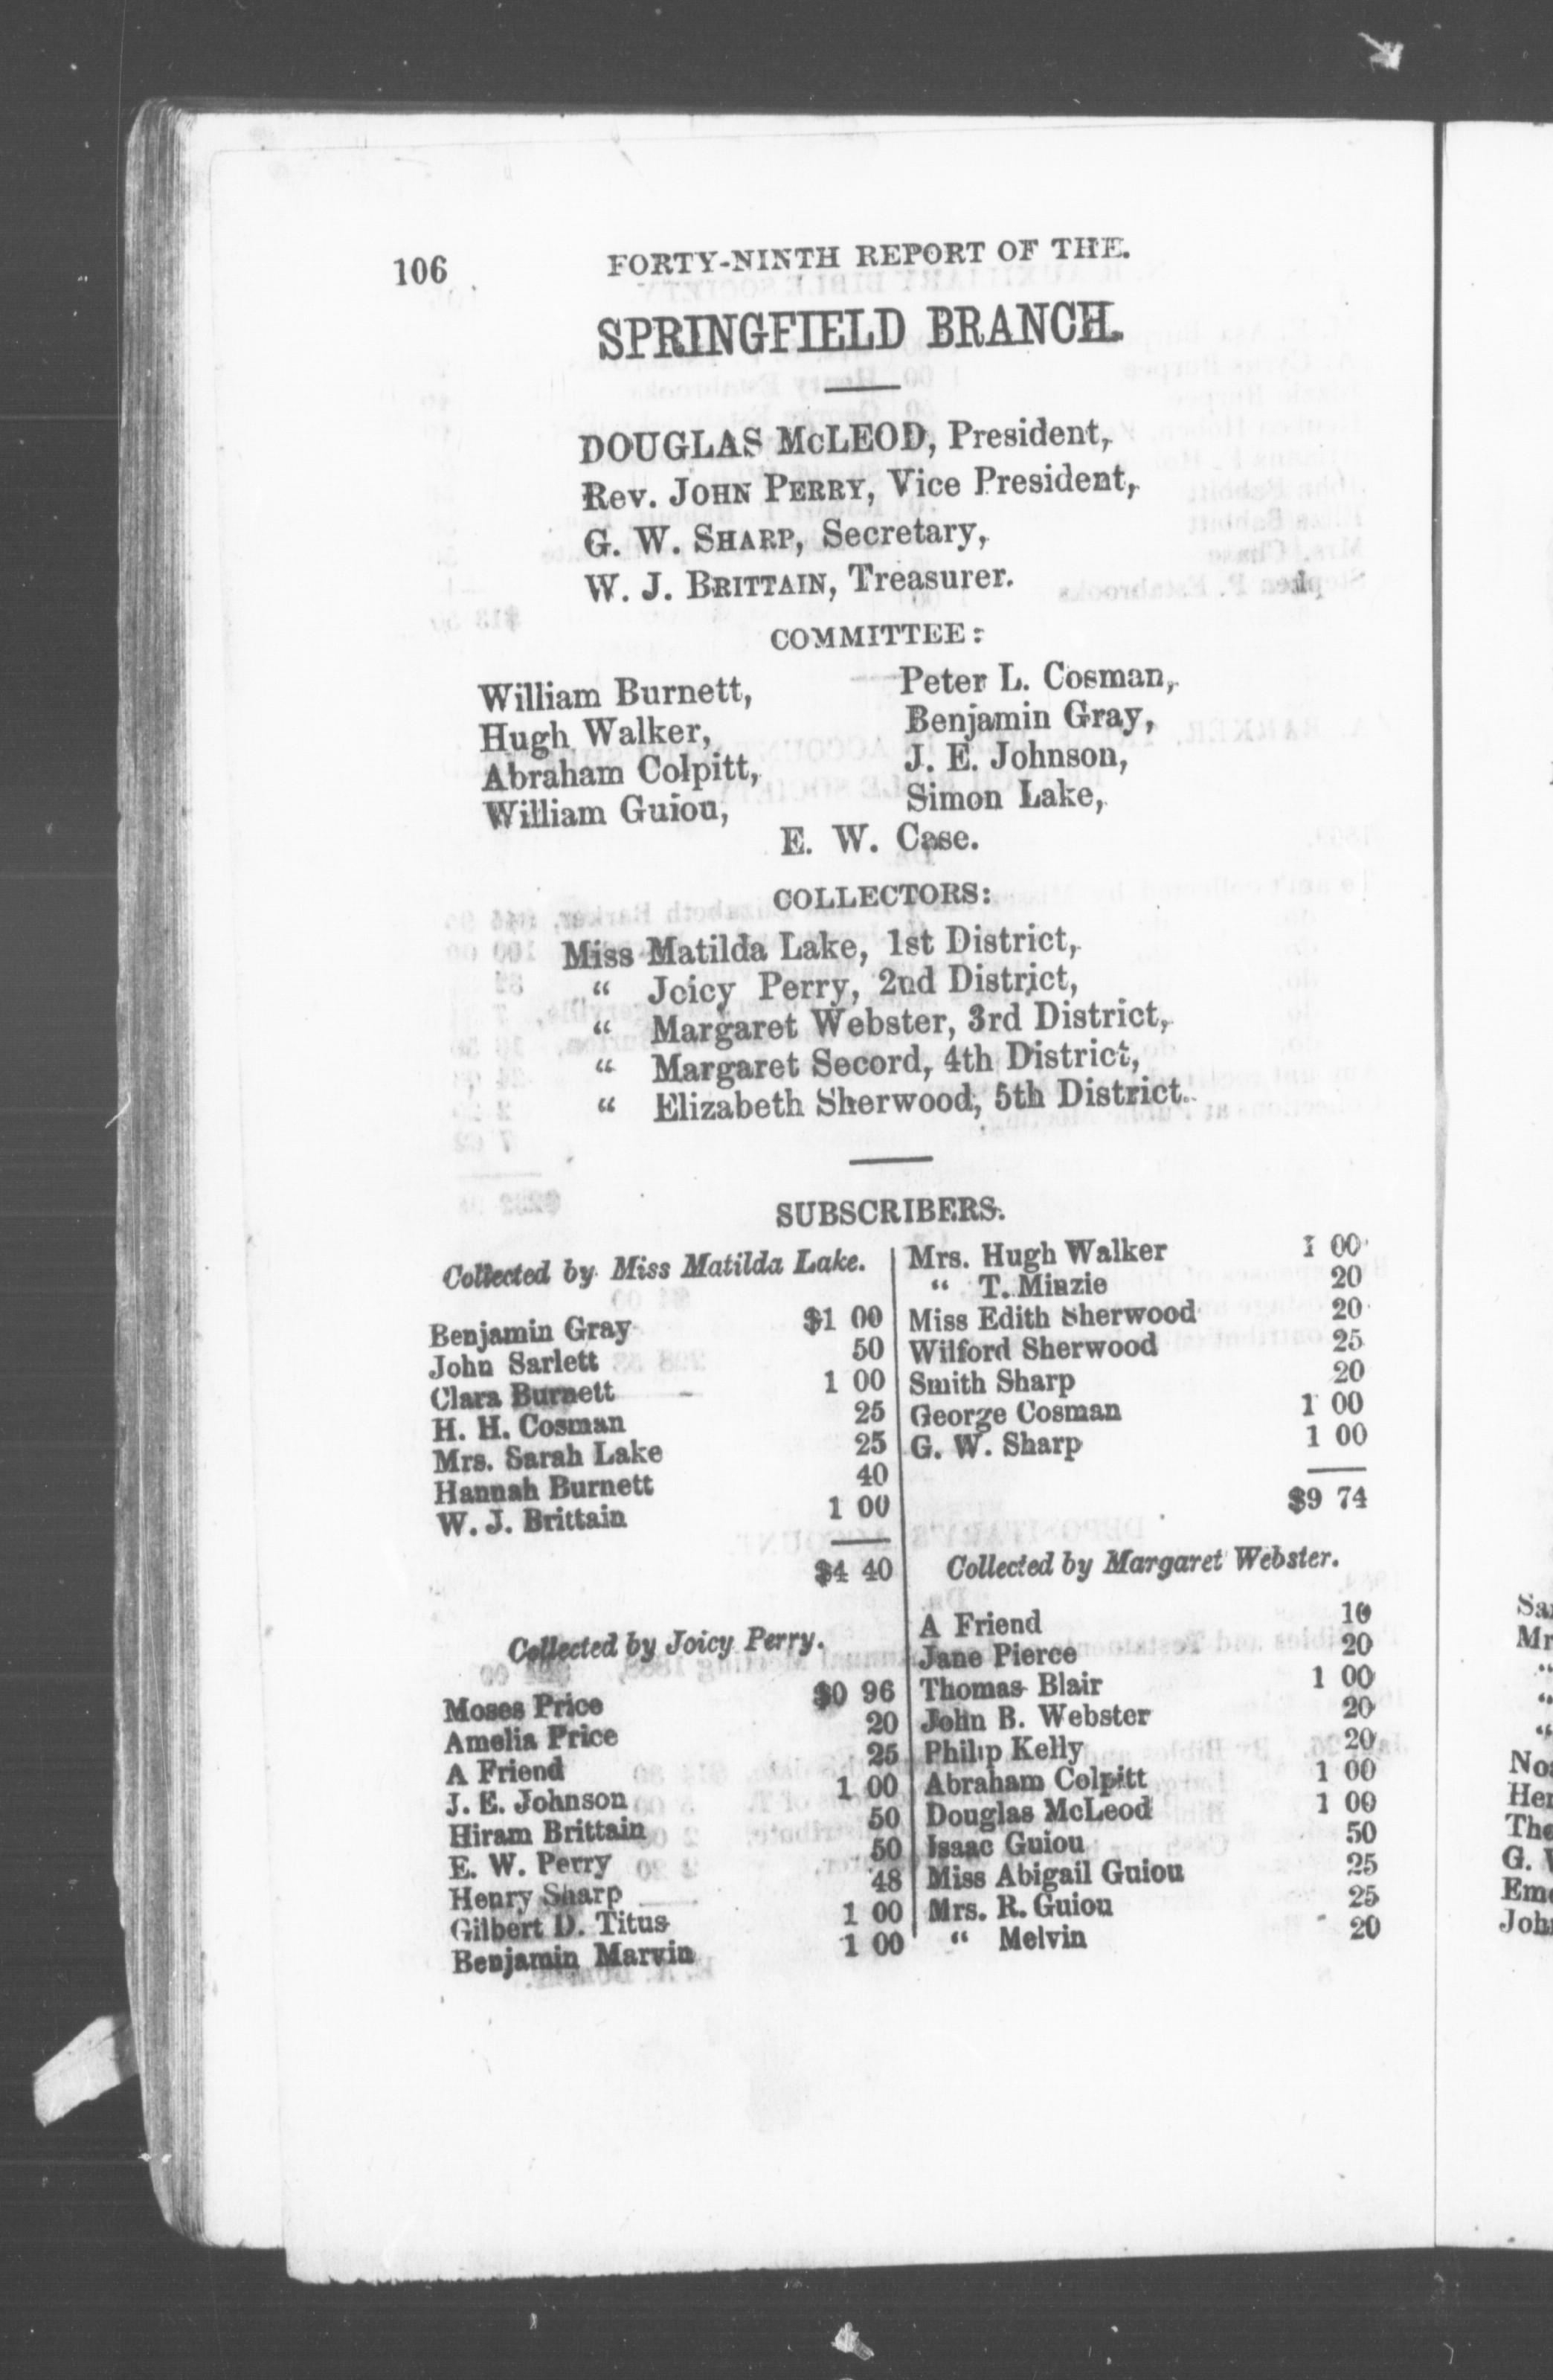 106 FORTY-NINTH REPORT OF THE.
SPRINGFIELD BRANCH.
DOUGLAS McLEOD, President,
Rev. JOHN PERRY, Vice President,
G. W. SHARP, Secretary,
W. J. BRITTAIN, Treasurer.
COMMITTEE:
William Burnett,
Hugh Walker,
Abraham Colpitt,
William Guiou,
Peter L. Cosman,
Benjamin Gray,
J. E. Johnson,
Simon Lake,
E. W. Case.
COLLECTORS:
Miss Matilda Lake, 1st District,
" Joicy Perry, 2nd District,
" Margaret Webster, 3rd District,
" Margaret Secord, 4th District,
" Elizabeth Sherwood, 5th District.
SUBSCRIBERS.
Collected by Miss Matilda Lake.
Benjamin Gray $1 00
John Sarlett 50
Clara Burnett 1 00
H. H. Cosman 25
Mrs. Sarah Lake 25
Hannah Burnett 40
W. J. Brittain 1 00
$4 40
Collected by Joicy Perry.
Moses Price $0 96
Amelia Price 20
A Friend 25
J. E. Johnson 1 00
Hiram Brittain 50
E. W. Perry 50
Henry Sharp 48
Gilbert D. Titus 1 00
Benjamin Marvin 1 00
Mrs. Hugh Walker 1 00
" T. Minzie 20
Miss Edith Sherwood 20
Wilford Sherwood 25
Smith Sharp 20
George Cosman 1 00
G. W. Sharp 1 00
$9 74
Collected by Margaret Webster.
A Friend 10
Jane Pierce 20
Thomas Blair 1 00
John B. Webster 20
Philip Kelly 20
Abraham Colpitt 1 00
Douglas McLeod 1 00
Isaac Guiou 50
Miss Abigail Guiou 25
Mrs. R. Guiou 25
" Melvin 20